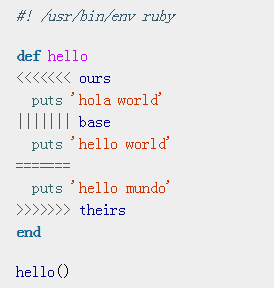 #! /usr/bin/env ruby

def hello
<<<<<<< ours
  puts 'hola world'
||||||| base
  puts 'hello world'
=======
  puts 'hello mundo'
>>>>>>> theirs
end

hello()